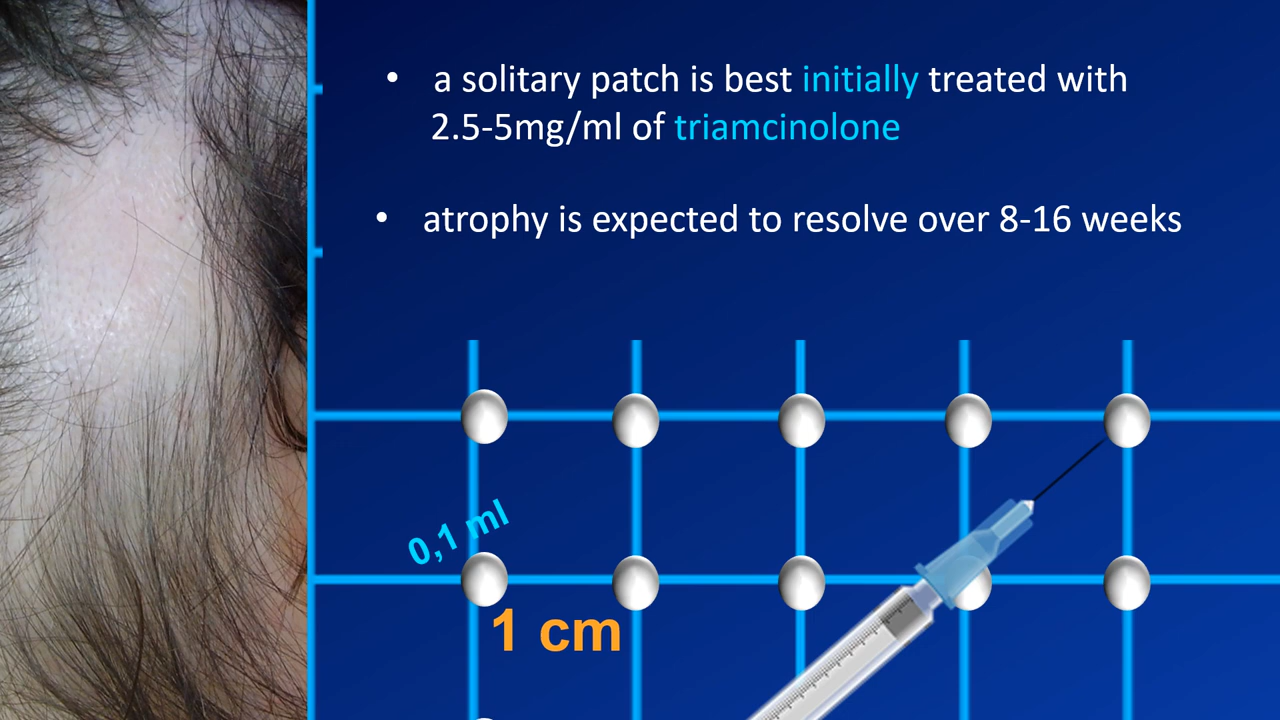 • a solitary patch is best initially treated with
2.5-5mg/ml of triamcinolone
• atrophy is expected to resolve over 8-16 weeks
0,1 ml
1 cm